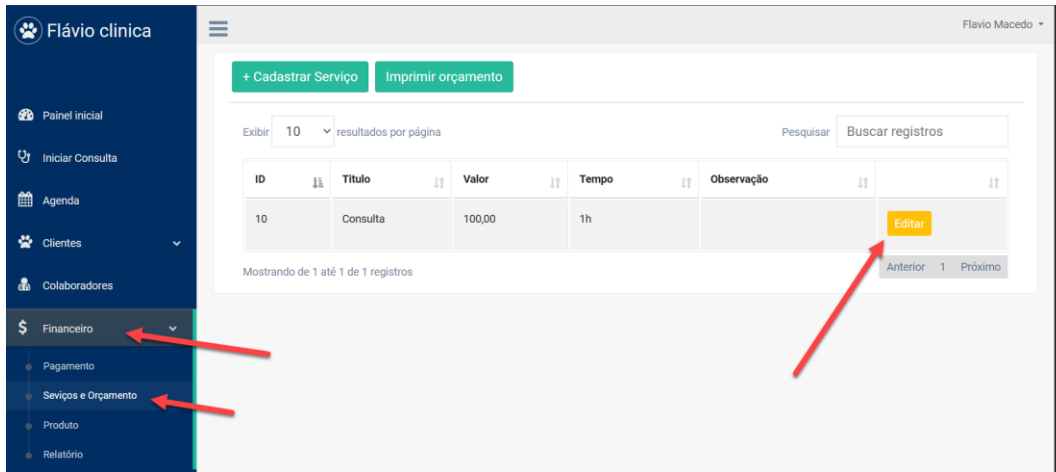 Flávio clinica
Flavio Macedo
Painel inicial
Iniciar Consulta
Agenda
Clientes
Colaboradores
Financeiro
Pagamento
Seviços e Orçamento
Produto
Relatório
+ Cadastrar Serviço Imprimir orçamento
Exibir 10 resultados por página Pesquisar Buscar registros
ID Titulo Valor Tempo Observação
10 Consulta 100,00 1h Editar
Mostrando de 1 até 1 de 1 registros Anterior 1 Próximo